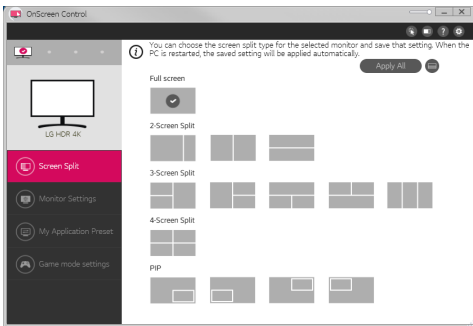 OnScreen Control
You can choose the screen split type for the selected monitor and save that setting. When the
PC is restarted, the saved setting will be applied automatically.
Apply All
Full screen
LG HDR 4K
2-Screen Split
Screen Split
3-Screen Split
Monitor Settings
My Application Preset
4-Screen Split
Game mode settings
PIP